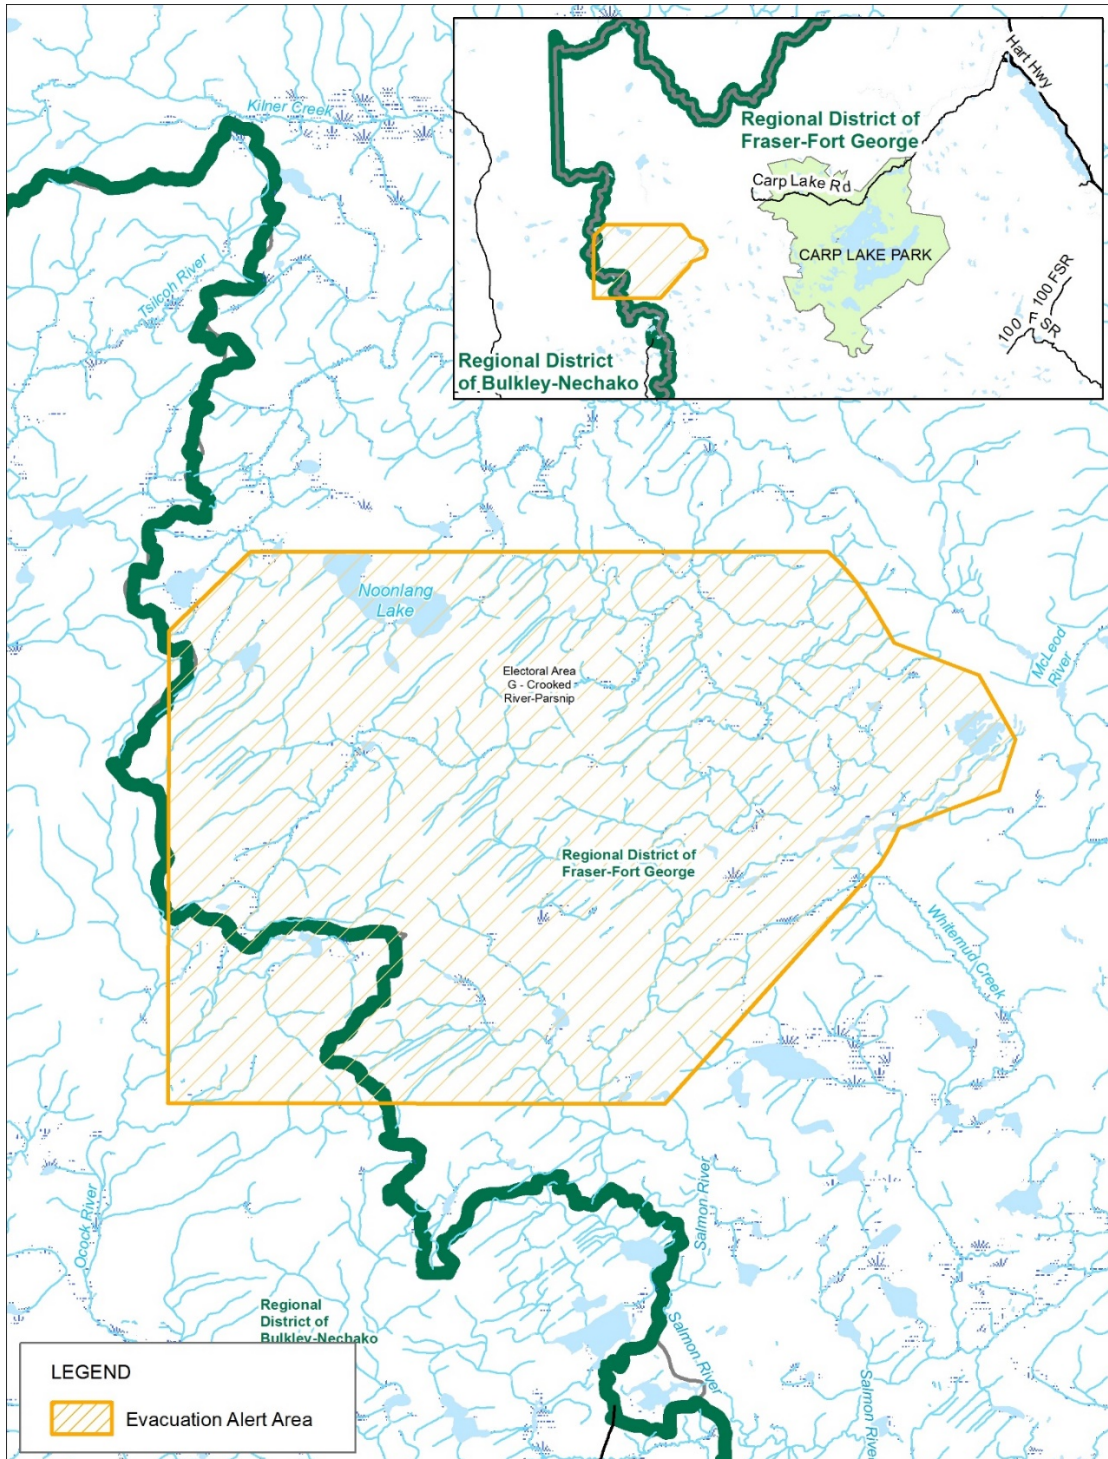 Kilner Creek
Hart Hwy
Regional District of
Fraser-Fort George
Carp Lake Rd
CARP LAKE PARK
100 FSR
100
F
SR
Regional District
of Bulkley-Nechako
Tsilcoh River
Noonlang
Lake
Electoral Area
G - Crooked
River-Parsnip
McLeod
River
Regional District of
Fraser-Fort George
Whitemud Creek
Ocock River
Salmon River
Regional
District of
Bulkley-Nechako
Salmon River
Salmon River
LEGEND
Evacuation Alert Area